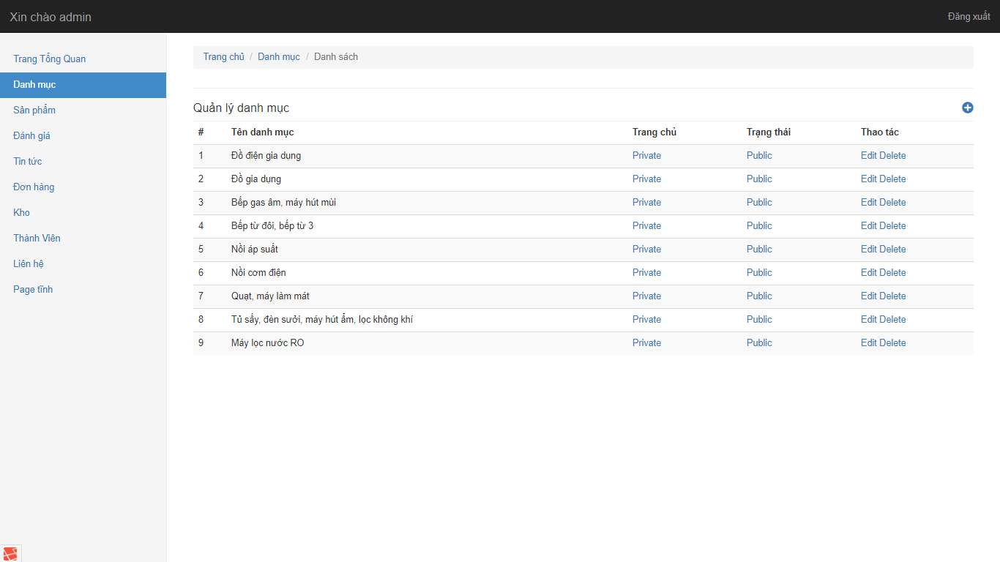 Xin chào admin
Đăng xuất
Trang Tổng Quan
Danh mục
Sản phẩm
Đánh giá
Tin tức
Đơn hàng
Kho
Thành Viên
Liên hệ
Page tĩnh
Trang chủ / Danh mục / Danh sách
Quản lý danh mục
# Tên danh mục Trang chủ Trạng thái Thao tác
1 Đồ điện gia dụng Private Public Edit Delete
2 Đồ gia dụng Private Public Edit Delete
3 Bếp gas âm, máy hút mùi Private Public Edit Delete
4 Bếp từ đôi, bếp từ 3 Private Public Edit Delete
5 Nồi áp suất Private Public Edit Delete
6 Nồi cơm điện Private Public Edit Delete
7 Quạt, máy làm mát Private Public Edit Delete
8 Tủ sấy, đèn sưởi, máy hút ẩm, lọc không khí Private Public Edit Delete
9 Máy lọc nước RO Private Public Edit Delete